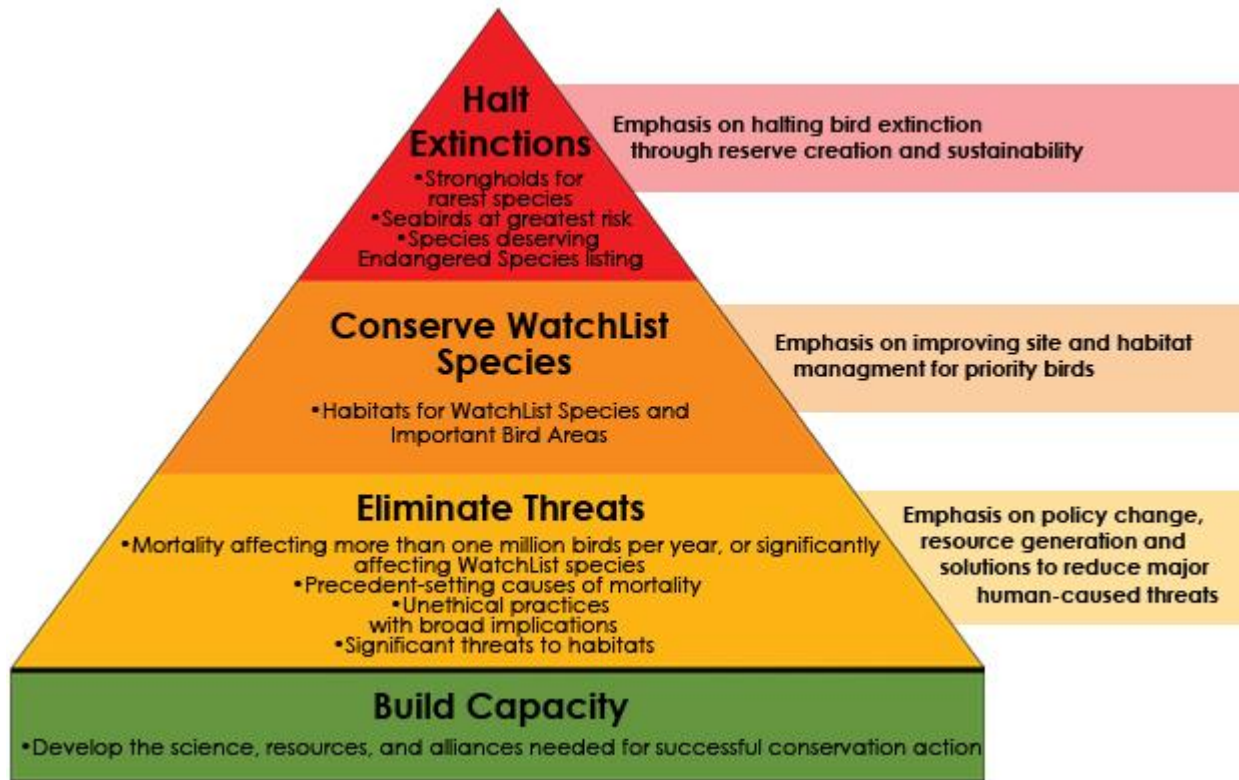 Halt
Extinctions
•Strongholds for
rarest species
•Seabirds at greatest risk
•Species deserving
Endangered Species listing
Emphasis on halting bird extinction
through reserve creation and sustainability
Conserve WatchList
Species
•Habitats for WatchList Species and
Important Bird Areas
Emphasis on improving site and habitat
managment for priority birds
Eliminate Threats
•Mortality affecting more than one million birds per year, or significantly
affecting WatchList species
•Precedent-setting causes of mortality
•Unethical practices
with broad implications
•Significant threats to habitats
Emphasis on policy change,
resource generation and
solutions to reduce major
human-caused threats
Build Capacity
•Develop the science, resources, and alliances needed for successful conservation action